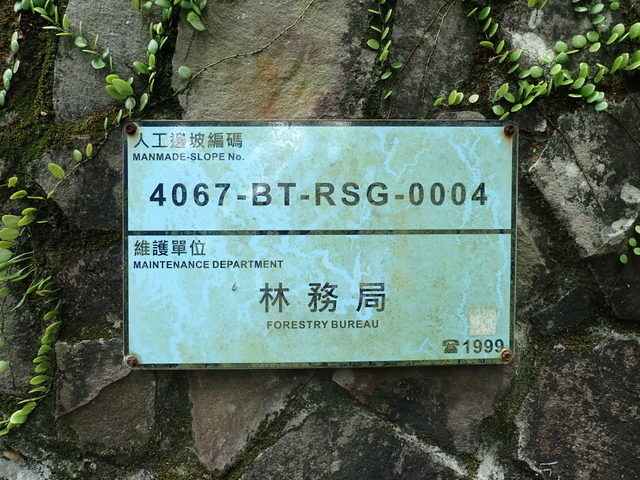 人工邊坡編碼
MANMADE-SLOPE No.
4067-BT-RSG-0004
維護單位
MAINTENANCE DEPARTMENT
林務局
FORESTRY BUREAU
☎1999